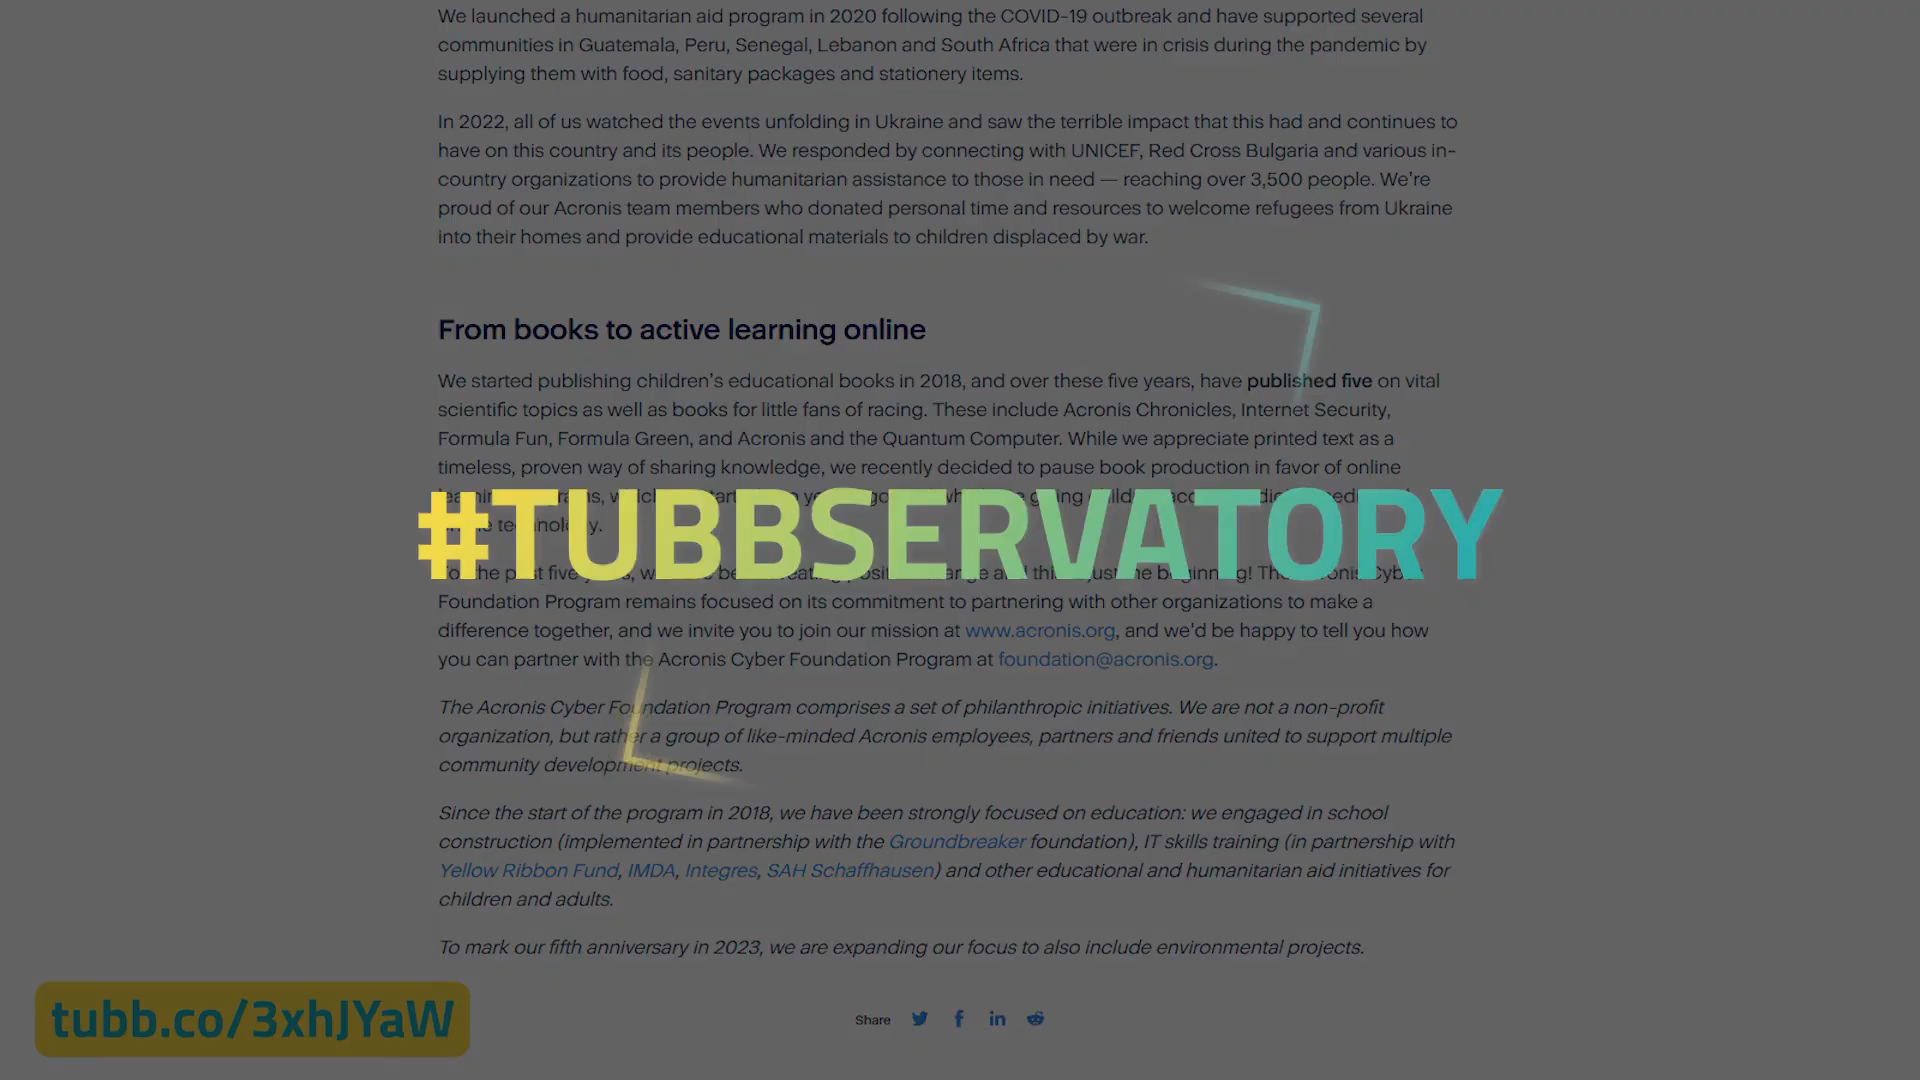 We launched a humanitarian aid program in 2020 following the COVID-19 outbreak and have supported several
communities in Guatemala, Peru, Senegal, Lebanon and South Africa that were in crisis during the pandemic by
supplying them with food, sanitary packages and stationery items.
In 2022, all of us watched the events unfolding in Ukraine and saw the terrible impact that this had and continues to
have on this country and its people. We responded by connecting with UNICEF, Red Cross Bulgaria and various in-
country organizations to provide humanitarian assistance to those in need — reaching over 3,500 people. We're
proud of our Acronis team members who donated personal time and resources to welcome refugees from Ukraine
into their homes and provide educational materials to children displaced by war.
From books to active learning online
We started publishing children's educational books in 2018, and over these five years, have published five on vital
scientific topics as well as books for little fans of racing. These include Acronis Chronicles, Internet Security,
Formula Fun, Formula Green, and Acronis and the Quantum Computer. While we appreciate printed text as a
timeless, proven way of sharing knowledge, we recently decided to pause book production in favor of online
#TUBBSERVATORY
technology.
the past five
Foundation Program remains focused on its commitment to partnering with other organizations to make a
difference together, and we invite you to join our mission at www.acronis.org, and we'd be happy to tell you how
you can partner with the Acronis Cyber Foundation Program at foundation@acronis.org.
The Acronis Cyber Foundation Program comprises a set of philanthropic initiatives. We are not a non-profit
organization, but rather a group of like-minded Acronis employees, partners and friends united to support multiple
community development projects.
Since the start of the program in 2018, we have been strongly focused on education: we engaged in school
construction (implemented in partnership with the Groundbreaker foundation), IT skills training (in partnership with
Yellow Ribbon Fund, IMDA, Integres, SAH Schaffhausen) and other educational and humanitarian aid initiatives for
children and adults.
To mark our fifth anniversary in 2023, we are expanding our focus to also include environmental projects.
tubb.co/3xhJYaW
Share